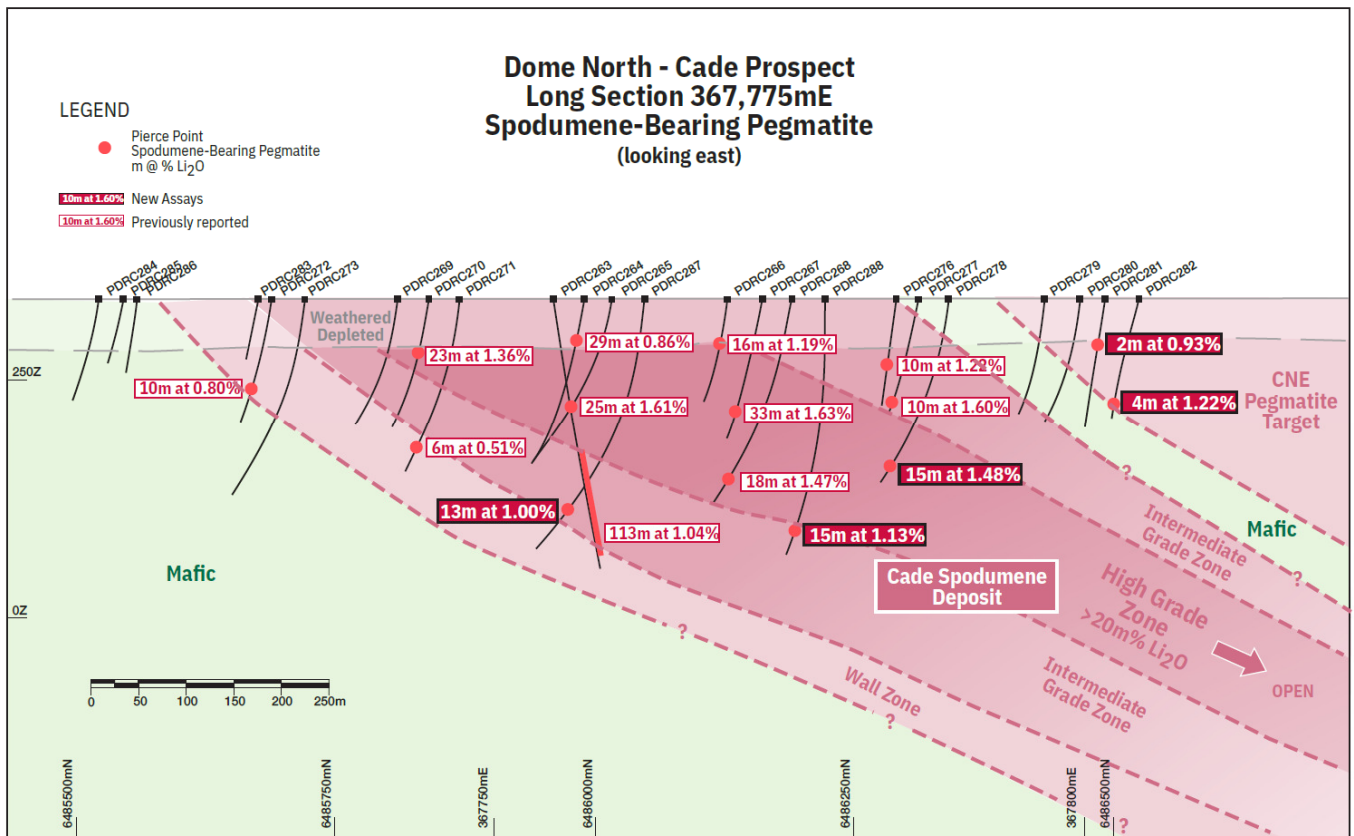 Dome North - Cade Prospect
Long Section 367,775mE
Spodumene-Bearing Pegmatite
(looking east)
LEGEND
Pierce Point
Spodumene-Bearing Pegmatite
m @ % Li2O
10m at 1.60% New Assays
10m at 1.60% Previously reported
PDRC284
PDRC285
PDRC286
PDRC283
PDRC272
PDRC273
PDRC269
PDRC270
PDRC271
PDRC263
PDRC264
PDRC265
PDRC287
PDRC266
PDRC267
PDRC268
PDRC288
PDRC276
PDRC277
PDRC278
PDRC279
PDRC280
PDRC281
PDRC282
Weathered
Depleted
29m at 0.86%
16m at 1.19%
2m at 0.93%
23m at 1.36%
10m at 1.22%
250Z
10m at 0.80%
CNE
Pegmatite
Target
4m at 1.22%
25m at 1.61%
33m at 1.63%
10m at 1.60%
6m at 0.51%
15m at 1.48%
18m at 1.47%
?
13m at 1.00%
113m at 1.04%
15m at 1.13%
Intermediate
Grade Zone
Mafic
Mafic
Cade Spodumene
Deposit
High Grade
Zone
>20m% Li2O
?
0Z
?
OPEN
Intermediate
Grade Zone
Wall Zone
?
0 50 100 150 200 250m
6485500mN
6485750mN
367750mE
6486000mN
6486250mN
367800mE
6486500mN
?